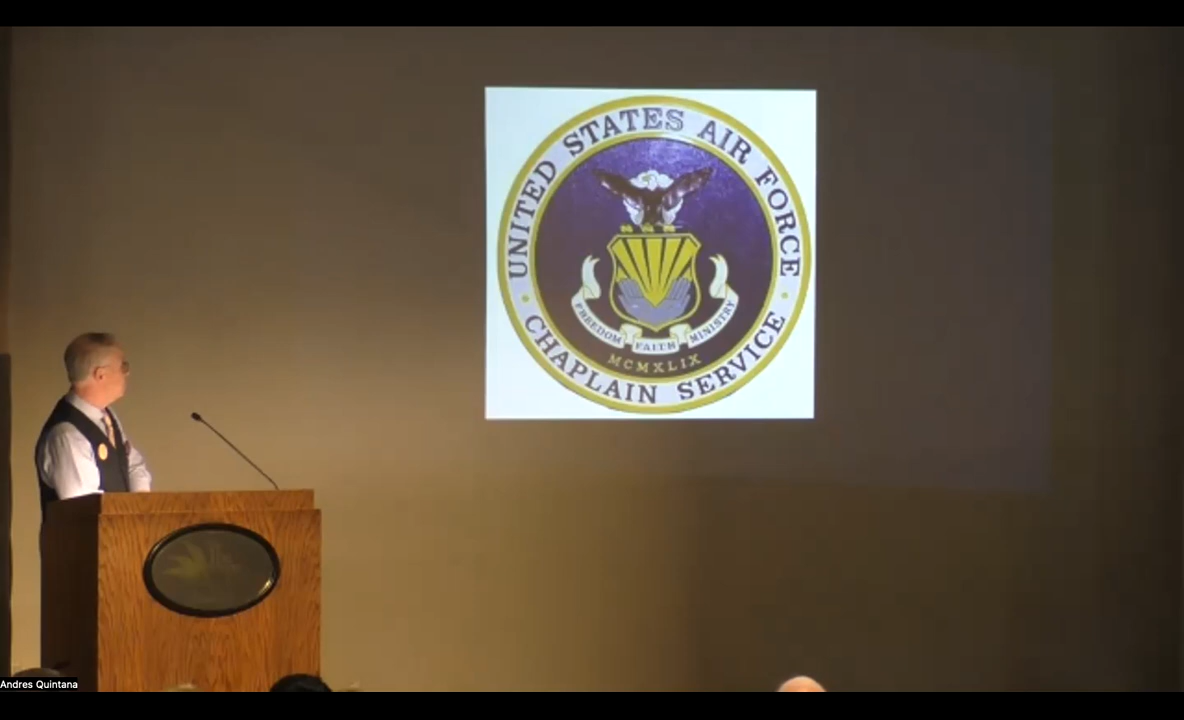 UNITED STATES AIR FORCE
FREEDOM FAITH MINISTRY
MCMXLIX
CHAPLAIN SERVICE
Andres Quintana